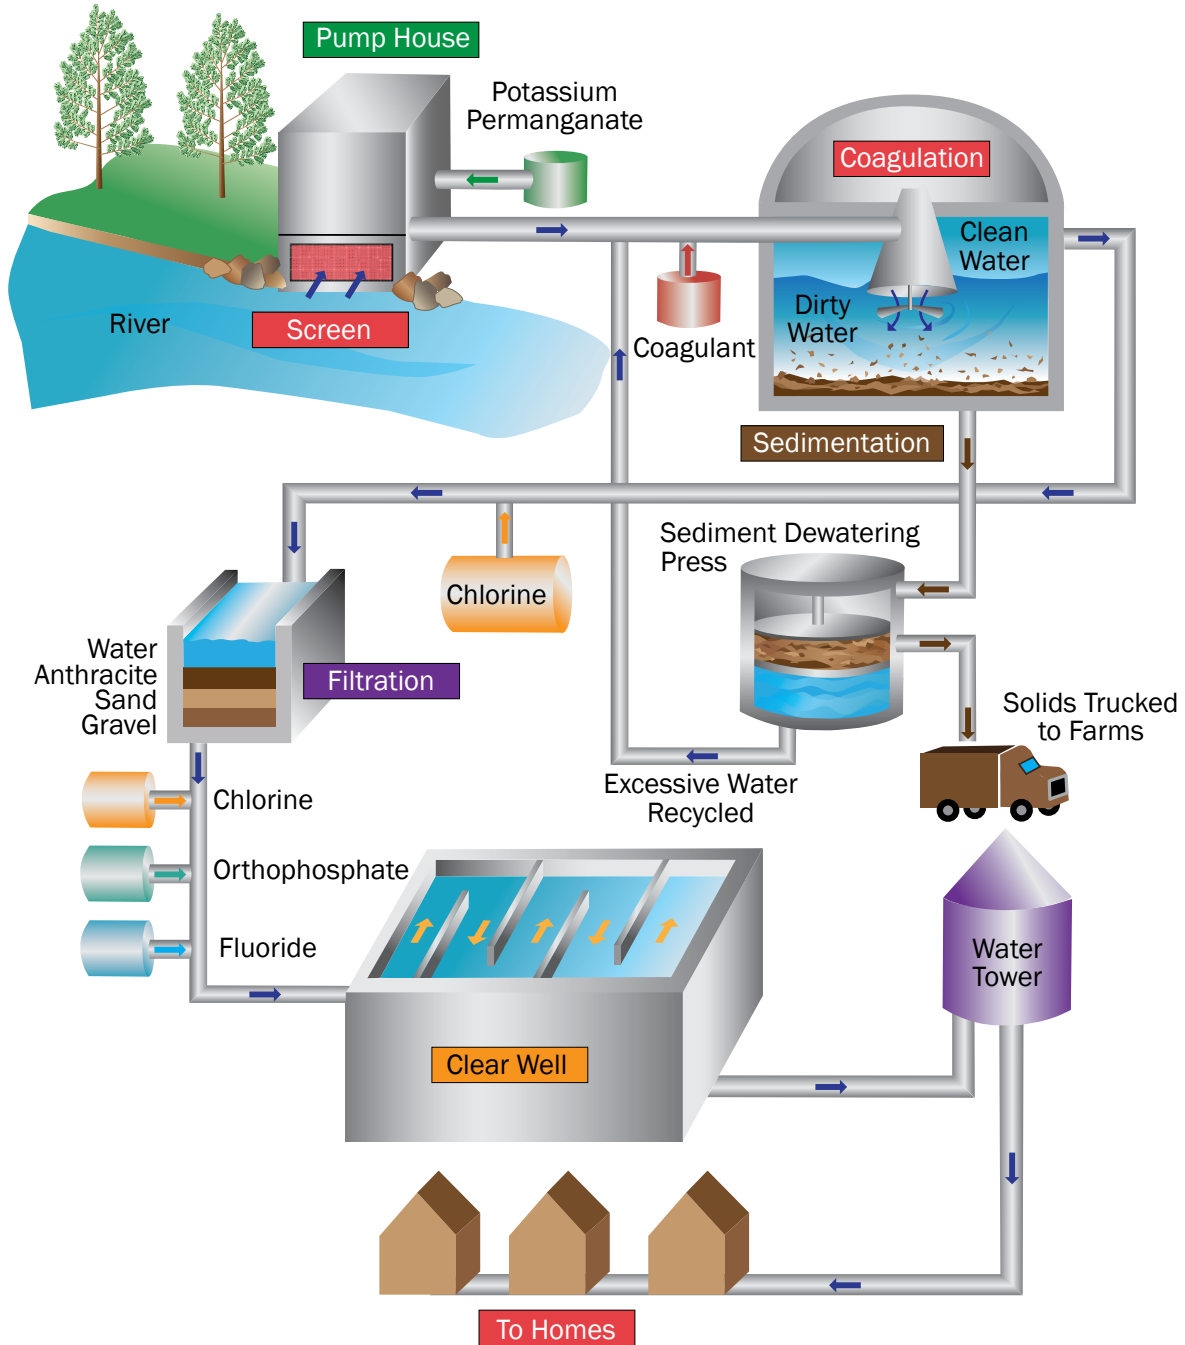 Pump House
Potassium
Permanganate
Coagulation
Clean
Water
Dirty
Water
River
Screen
Coagulant
Sedimentation
Sediment Dewatering
Press
Chlorine
Water
Anthracite
Sand
Gravel
Filtration
Solids Trucked
to Farms
Excessive Water
Recycled
Chlorine
Orthophosphate
Fluoride
Water
Tower
Clear Well
To Homes